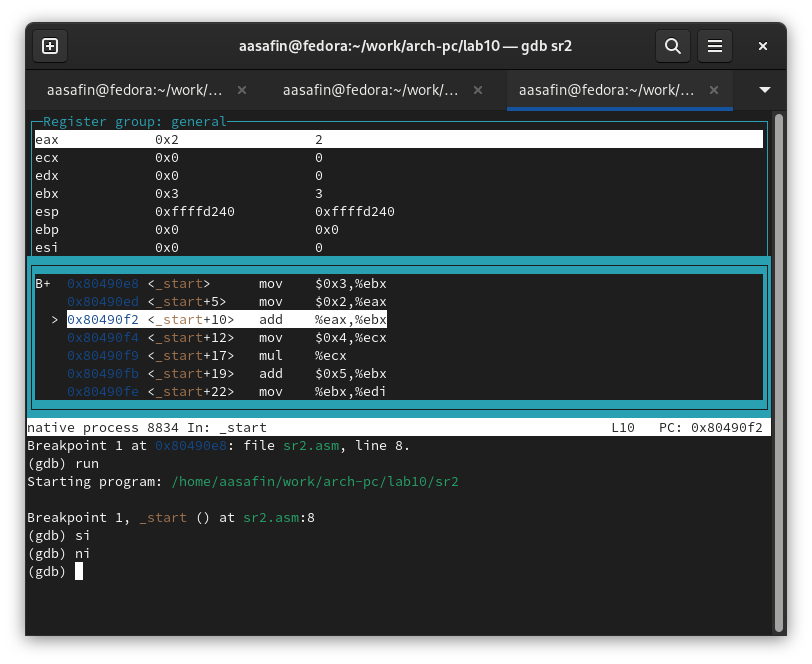 aasafin@fedora:~/work/arch-pc/lab10 — gdb sr2
aasafin@fedora:~/work/... × aasafin@fedora:~/work/... × aasafin@fedora:~/work/... ×
Register group: general
eax 0x2 2
ecx 0x0 0
edx 0x0 0
ebx 0x3 3
esp 0xffffd240 0xffffd240
ebp 0x0 0x0
esi 0x0 0
B+ 0x80490e8 <_start> mov $0x3,%ebx
0x80490ed <_start+5> mov $0x2,%eax
> 0x80490f2 <_start+10> add %eax,%ebx
0x80490f4 <_start+12> mov $0x4,%ecx
0x80490f9 <_start+17> mul %ecx
0x80490fb <_start+19> add $0x5,%ebx
0x80490fe <_start+22> mov %ebx,%edi
native process 8834 In: _start L10 PC: 0x80490f2
Breakpoint 1 at 0x80490e8: file sr2.asm, line 8.
(gdb) run
Starting program: /home/aasafin/work/arch-pc/lab10/sr2
Breakpoint 1, _start () at sr2.asm:8
(gdb) si
(gdb) ni
(gdb)